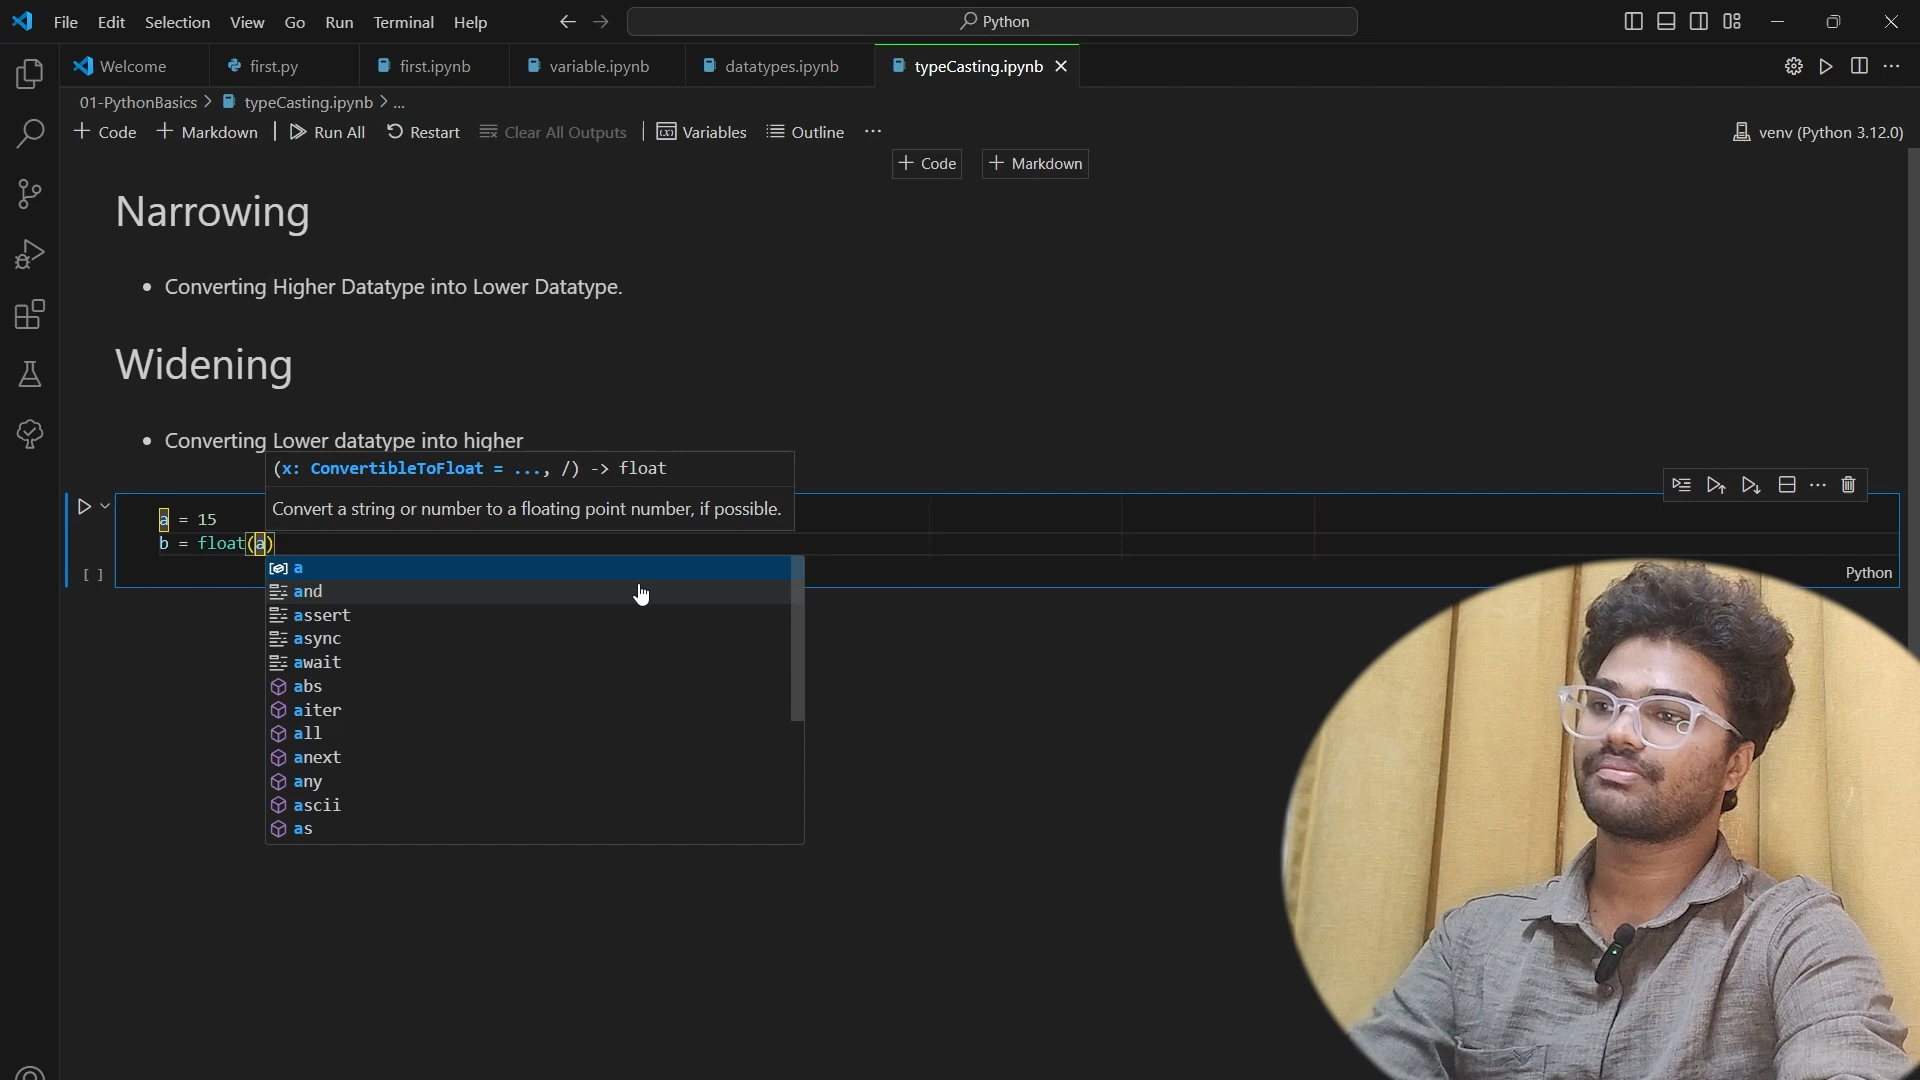 File Edit Selection View Go Run Terminal Help Python
Welcome first.py first.ipynb variable.ipynb datatypes.ipynb typeCasting.ipynb
01-PythonBasics > typeCasting.ipynb > ...
+ Code + Markdown Run All Restart Clear All Outputs Variables Outline ... venv (Python 3.12.0)
+ Code + Markdown
Narrowing
• Converting Higher Datatype into Lower Datatype.
Widening
• Converting Lower datatype into higher
(x: ConvertibleToFloat = ..., /) -> float
Convert a string or number to a floating point number, if possible.
a = 15
b = float(a)
[ ]
Python
a
and
assert
async
await
abs
aiter
all
anext
any
ascii
as